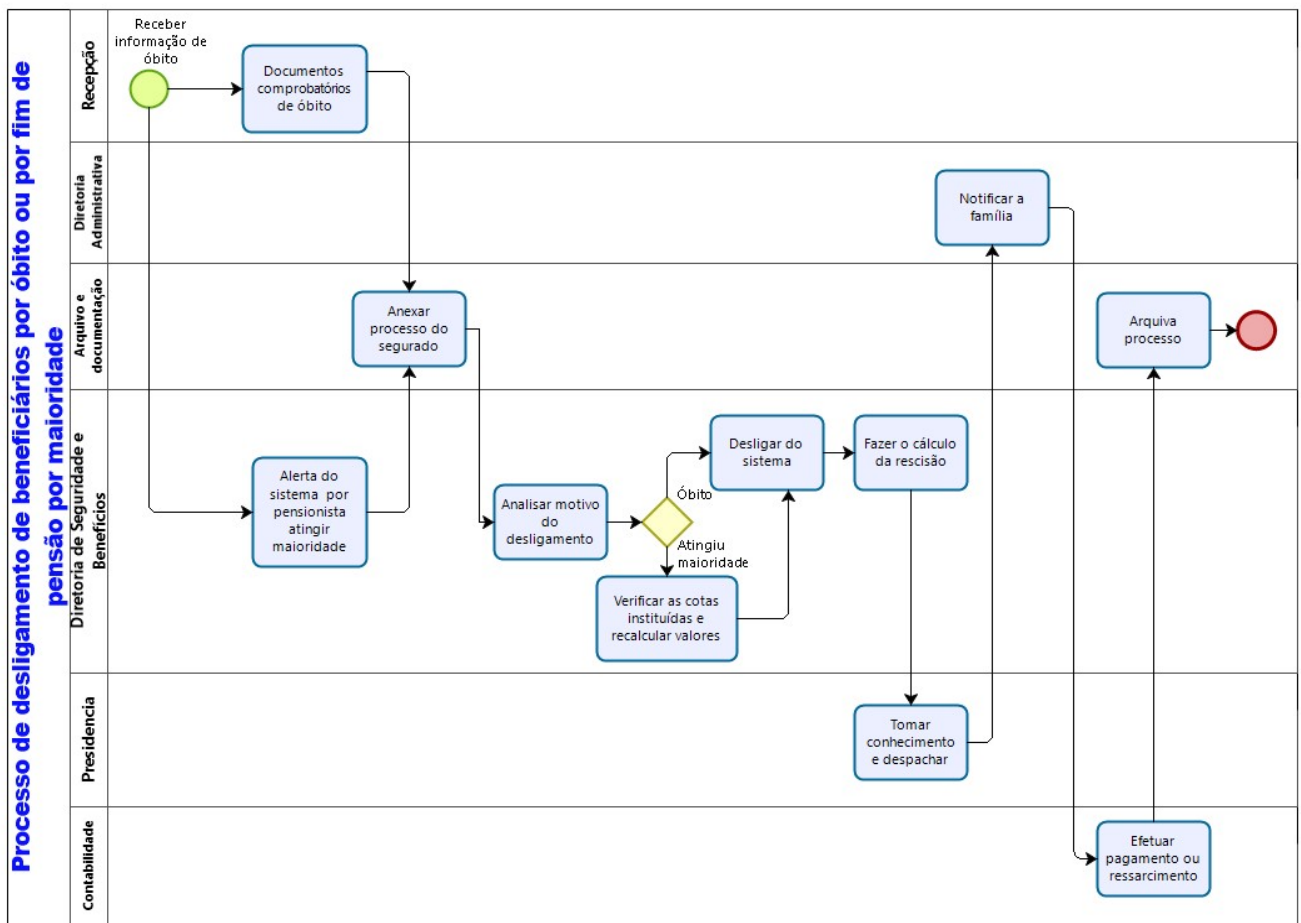 Processo de desligamento de beneficiários por óbito ou por fim de
pensão por maioridade
Recepção
Receber
informação de
óbito
Documentos
comprobatórios
de óbito
Diretoria
Administrativa
Notificar a
família
Arquivo e
documentação
Anexar
processo do
segurado
Arquiva
processo
Diretoria de Seguridade e
Benefícios
Alerta do
sistema por
pensionista
atingir
maioridade
Analisar motivo
do
desligamento
Óbito
Atingiu
maioridade
Desligar do
sistema
Fazer o cálculo
da rescisão
Verificar as cotas
instituídas e
recalcular valores
Presidencia
Tomar
conhecimento
e despachar
Contabilidade
Efetuar
pagamento ou
ressarcimento